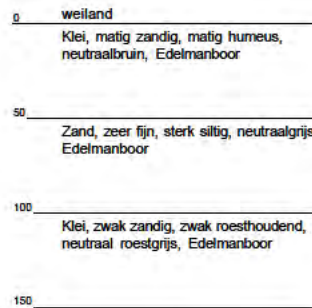 weiland
0
Klei, matig zandig, matig humeus,
neutraalbruin, Edelmanboor
50
Zand, zeer fijn, sterk siltig, neutraalgrijs
Edelmanboor
100
Klei, zwak zandig, zwak roesthoudend,
neutraal roestgrijs, Edelmanboor
150